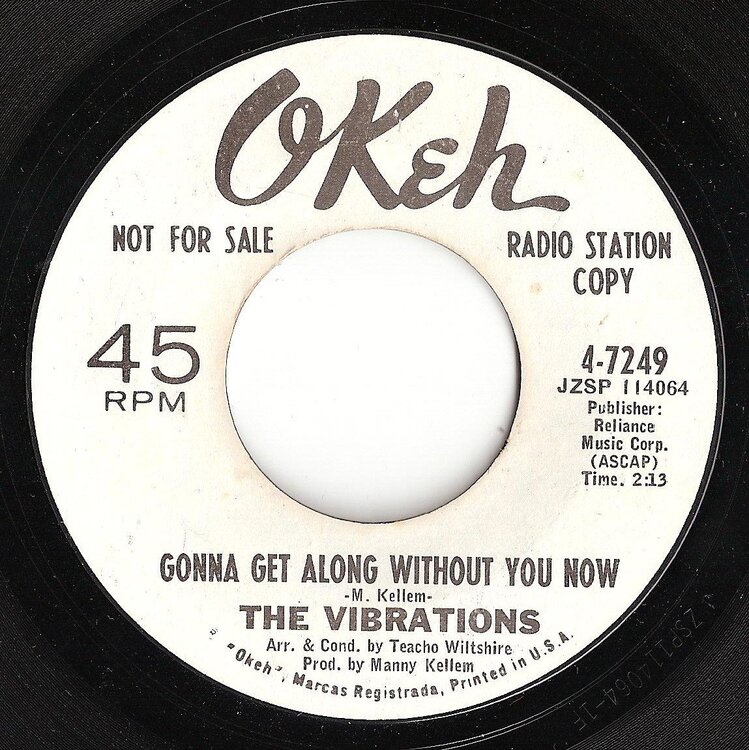 OKeh
NOT FOR SALE
RADIO STATION
COPY
45
RPM
4-7249
JZSP 114064
Publisher:
Reliance
Music Corp.
(ASCAP)
Time. 2:13
GONNA GET ALONG WITHOUT YOU NOW
-M. Kellem-
THE VIBRATIONS
Arr. & Cond. by Teacho Wiltshire
Prod. by Manny Kellem
"Okeh", Marcas Registrada, Printed in U.S.A.
JZSP114064-1F